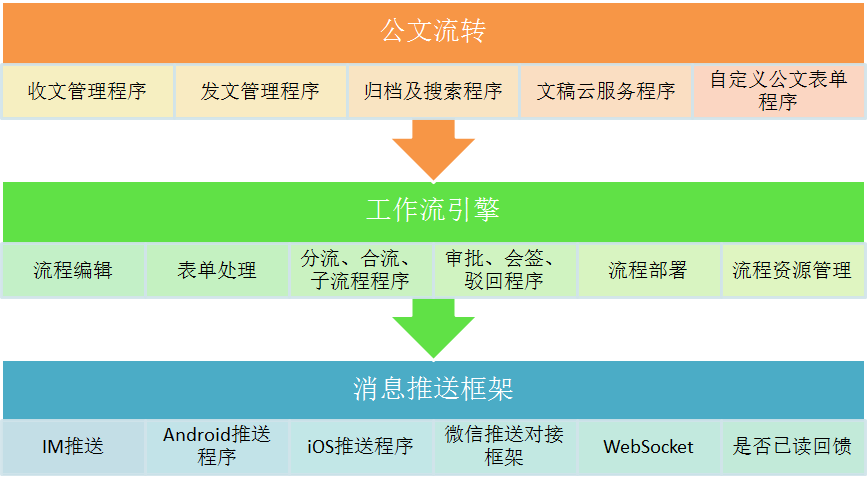 公文流转
收文管理程序
发文管理程序
归档及搜索程序
文稿云服务程序
自定义公文表单
程序
工作流引擎
流程编辑
表单处理
分流、合流、
子流程程序
审批、会签、
驳回程序
流程部署
流程资源管理
消息推送框架
IM推送
Android推送
程序
iOS推送程序
微信推送对接
框架
WebSocket
是否已读回馈